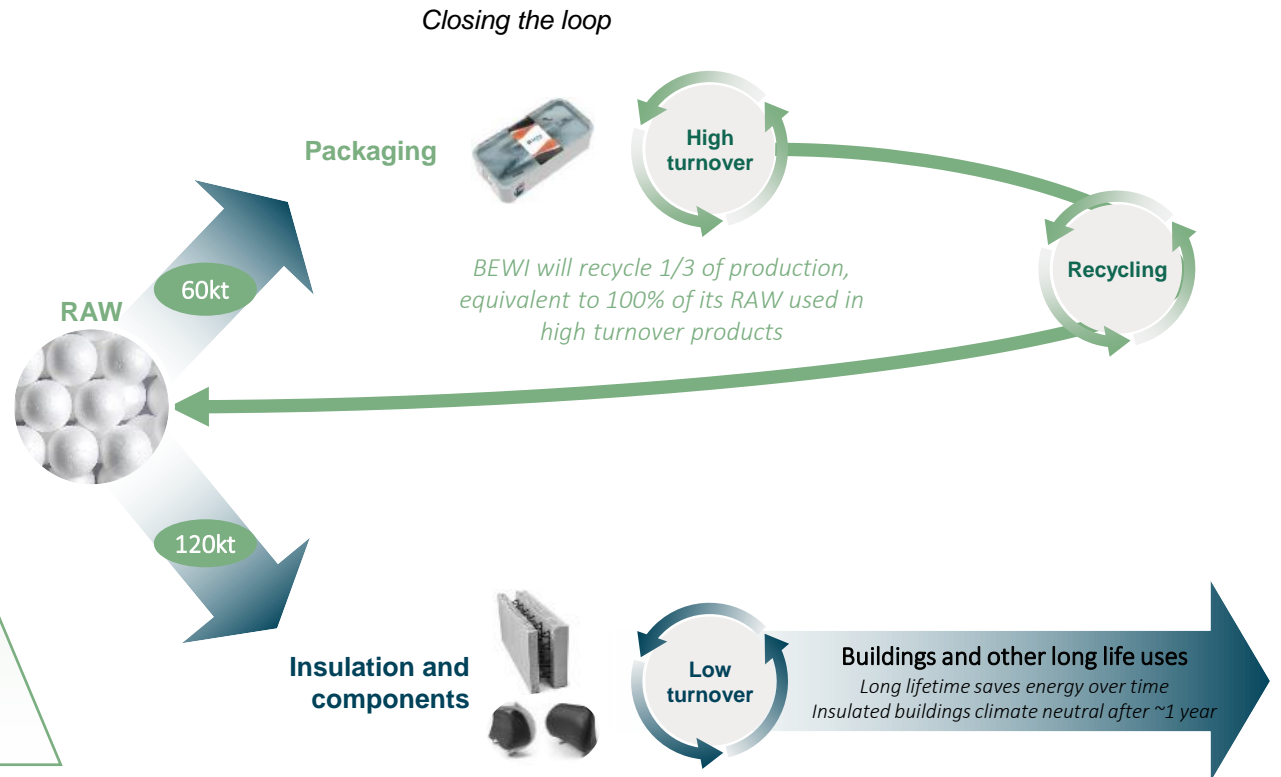 Closing the loop
Packaging
High
turnover
Recycling
BEWI will recycle 1/3 of production,
equivalent to 100% of its RAW used in
high turnover products
60kt
RAW
120kt
Insulation and
components
Low
turnover
Buildings and other long life uses
Long lifetime saves energy over time
Insulated buildings climate neutral after ~1 year